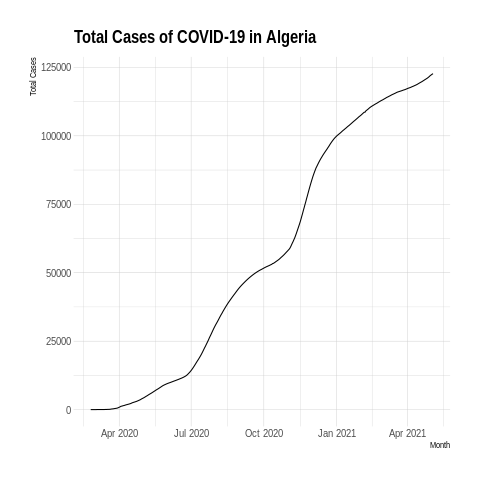 Total Cases of COVID-19 in Algeria
Total Cases
125000
100000
75000
50000
25000
0
Apr 2020 Jul 2020 Oct 2020 Jan 2021 Apr 2021
Month